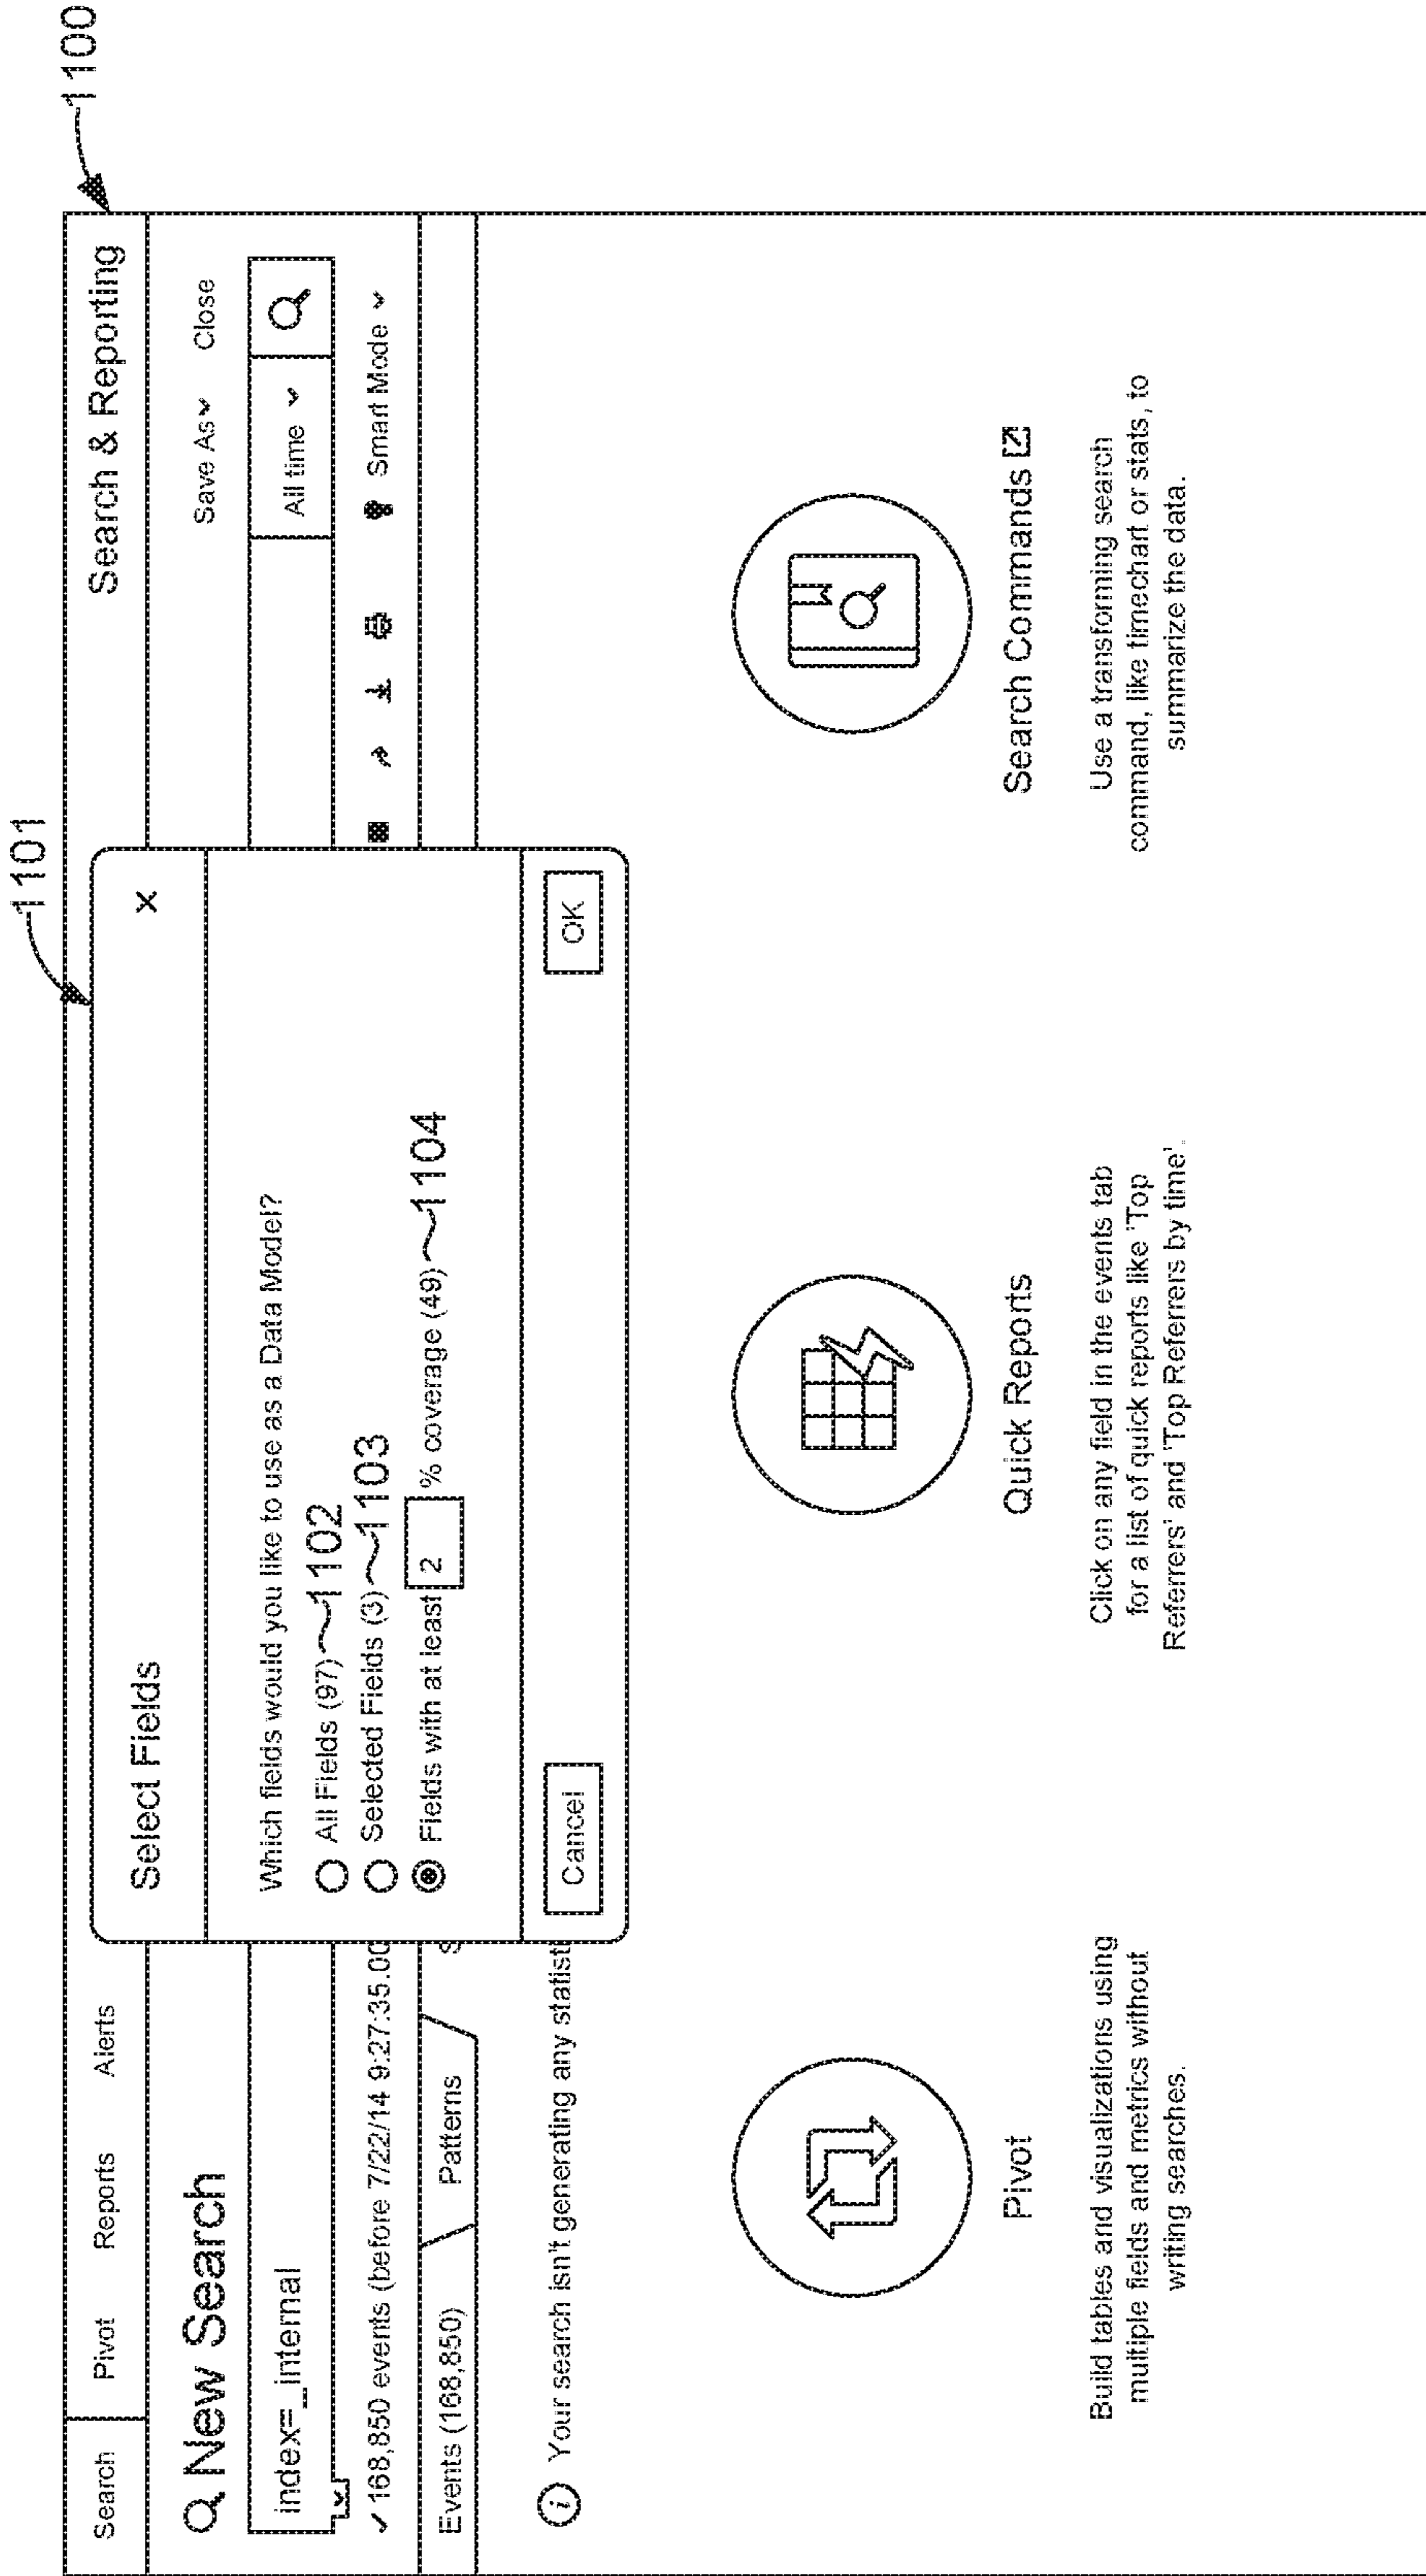 1100
1101
Search Pivot Reports Alerts Search & Reporting
New Search
Save As Close
index=_internal
All time
✓168,850 events (before 7/22/14 9:27:35.00
Smart Mode
Events (168,850) Patterns S
Your search isn't generating any statisti
Select Fields X
Which fields would you like to use as a Data Model?
All Fields (97) 1102
Selected Fields (3) 1103
Fields with at least 2 % coverage (49) 1104
Cancel OK
Pivot
Build tables and visualizations using
multiple fields and metrics without
writing searches.
Quick Reports
Click on any field in the events tab
for a list of quick reports like 'Top
Referrers' and 'Top Referrers by time'.
Search Commands
Use a transforming search
command, like timechart or stats, to
summarize the data.